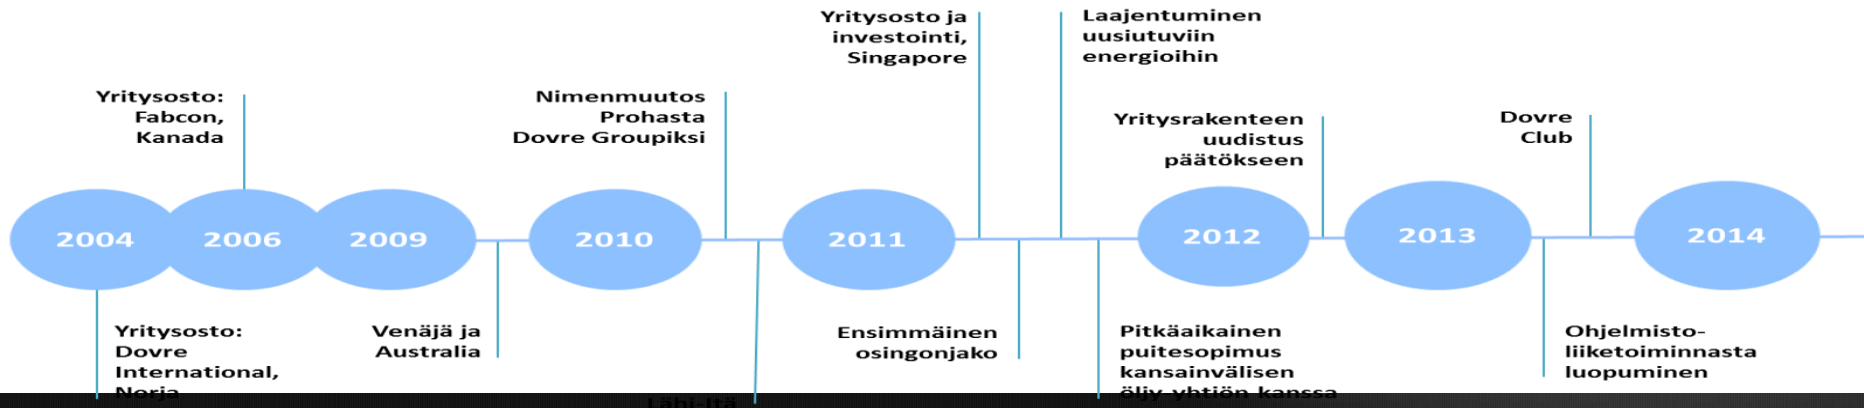 Yritysosto ja
investointi,
Singapore
Laajentuminen
uusiutuviin
energioihin
Yritysosto:
Fabcon,
Kanada
Nimenmuutos
Prohasta
Dovre Groupiksi
Yritysrakenteen
uudistus
päätökseen
Dovre
Club
2004
2006
2009
2010
2011
2012
2013
2014
Yritysosto:
Dovre
International,
Norja
Venäjä ja
Australia
Lähi-Itä
Ensimmäinen
osingonjako
Pitkäaikainen
puitesopimus
kansainvälisen
öljy-yhtiön kanssa
Ohjelmisto-
liiketoiminnasta
luopuminen